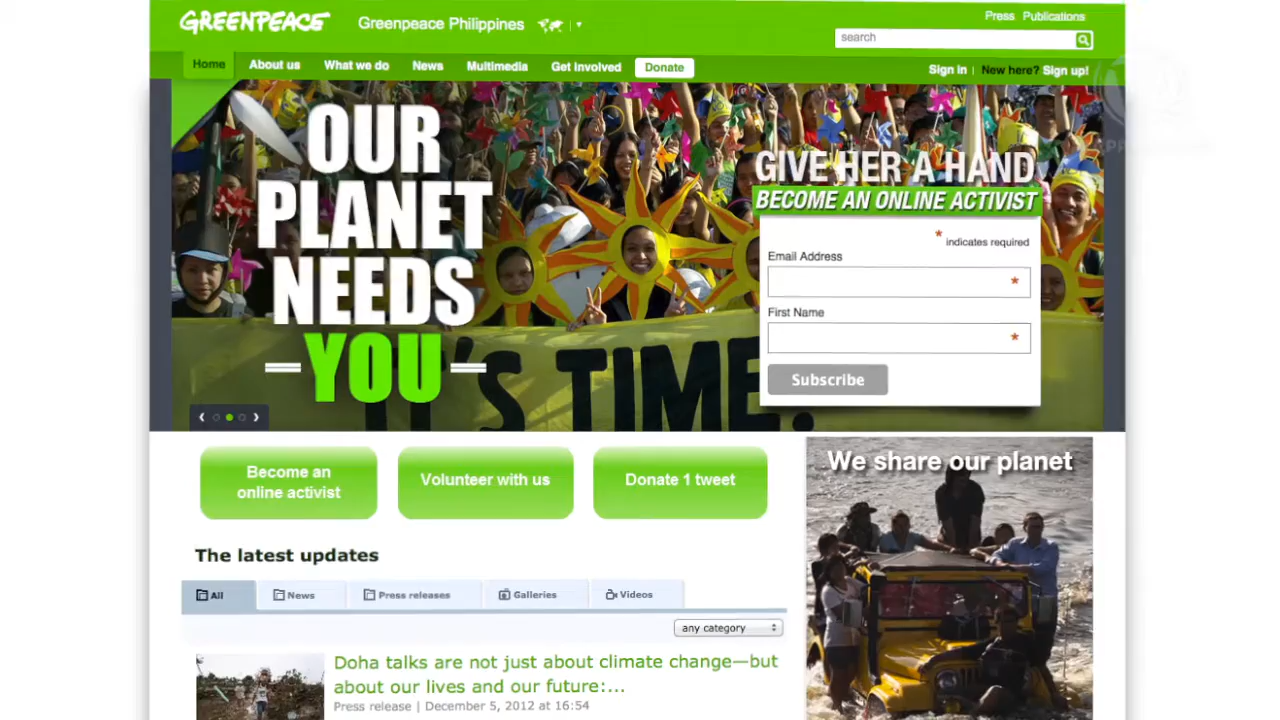 GREENPEACE
Greenpeace Philippines
Press Publications
search
Home About us What we do News Multimedia Get involved Donate
Sign in | New here? Sign up!
OUR
PLANET
NEEDS
YOU
GIVE HER A HAND
BECOME AN ONLINE ACTIVIST
* indicates required
Email Address
*
First Name
*
Subscribe
IT'S TIME.
Become an
online activist
Volunteer with us
Donate 1 tweet
We share our planet
The latest updates
All News Press releases Galleries Videos
any category
Doha talks are not just about climate change—but
about our lives and our future:...
Press release | December 5, 2012 at 16:54